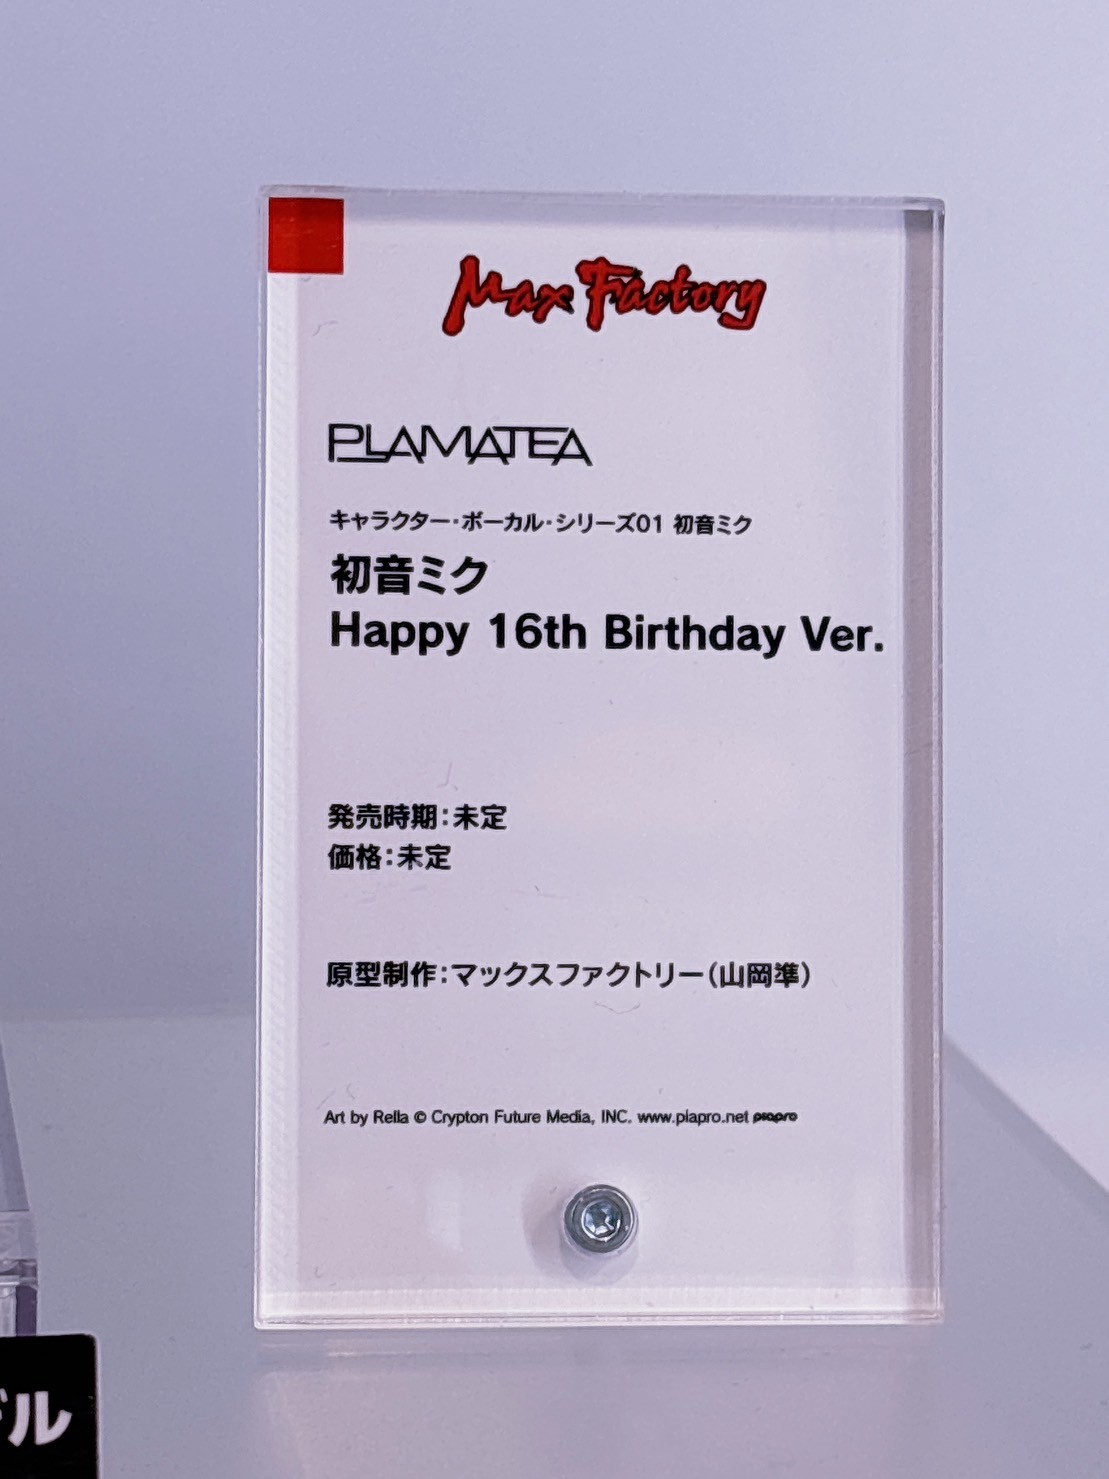 Max Factory
PLAMATEA
キャラクター・ボーカル・シリーズ01 初音ミク
初音ミク
Happy 16th Birthday Ver.
発売時期：未定
価格：未定
原型制作：マックスファクトリー（山岡準）
Art by Rella © Crypton Future Media, INC. www.piapro.net piapro
デル